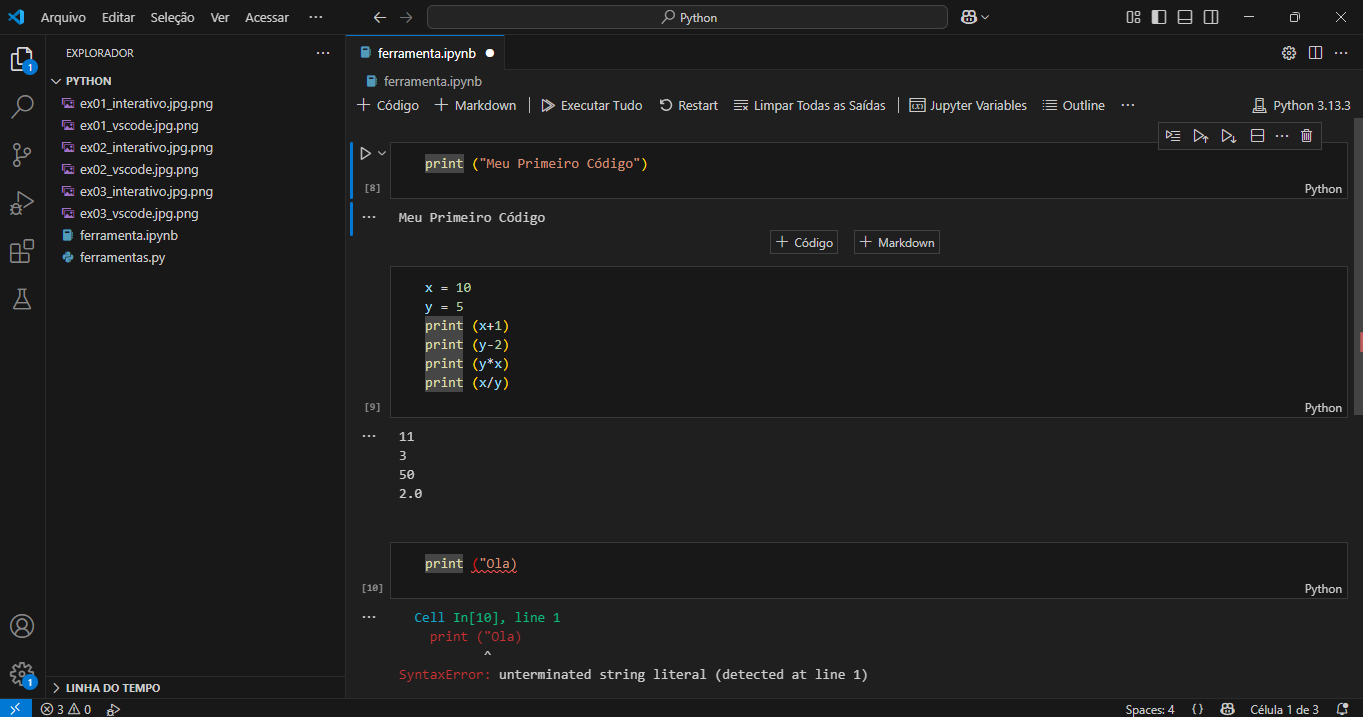 Arquivo Editar Seleção Ver Acessar ··· Python
EXPLORADOR ···
PYTHON
ex01_interativo.jpg.png
ex01_vscode.jpg.png
ex02_interativo.jpg.png
ex02_vscode.jpg.png
ex03_interativo.jpg.png
ex03_vscode.jpg.png
ferramenta.ipynb
ferramentas.py
LINHA DO TEMPO
1
1
ferramenta.ipynb
ferramenta.ipynb
+ Código + Markdown Executar Tudo Restart Limpar Todas as Saídas Jupyter Variables Outline ··· Python 3.13.3
print ("Meu Primeiro Código")
[8] Python
Meu Primeiro Código
+ Código + Markdown
x = 10
y = 5
print (x+1)
print (y-2)
print (y*x)
print (x/y)
[9] Python
11
3
50
2.0
print ("Ola)
[10] Python
Cell In[10], line 1
print ("Ola)
^
SyntaxError: unterminated string literal (detected at line 1)
3 0 Spaces: 4 {} Célula 1 de 3